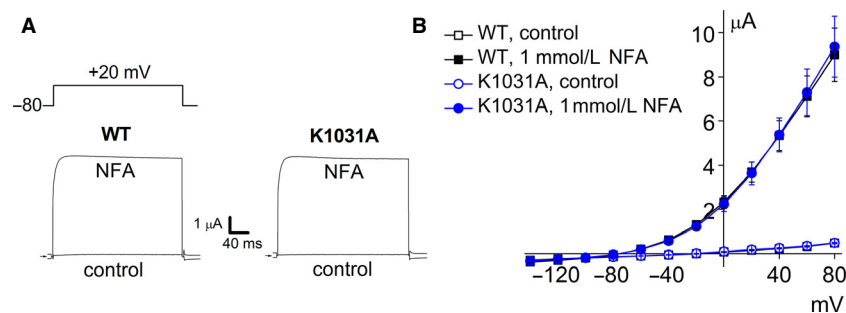 A
+20 mV
−80
WT
NFA
control
1 μA
40 ms
K1031A
NFA
control
B
WT, control
WT, 1 mmol/L NFA
K1031A, control
K1031A, 1 mmol/L NFA
μA
10
8
6
4
2
−120
−80
−40
40
80
mV